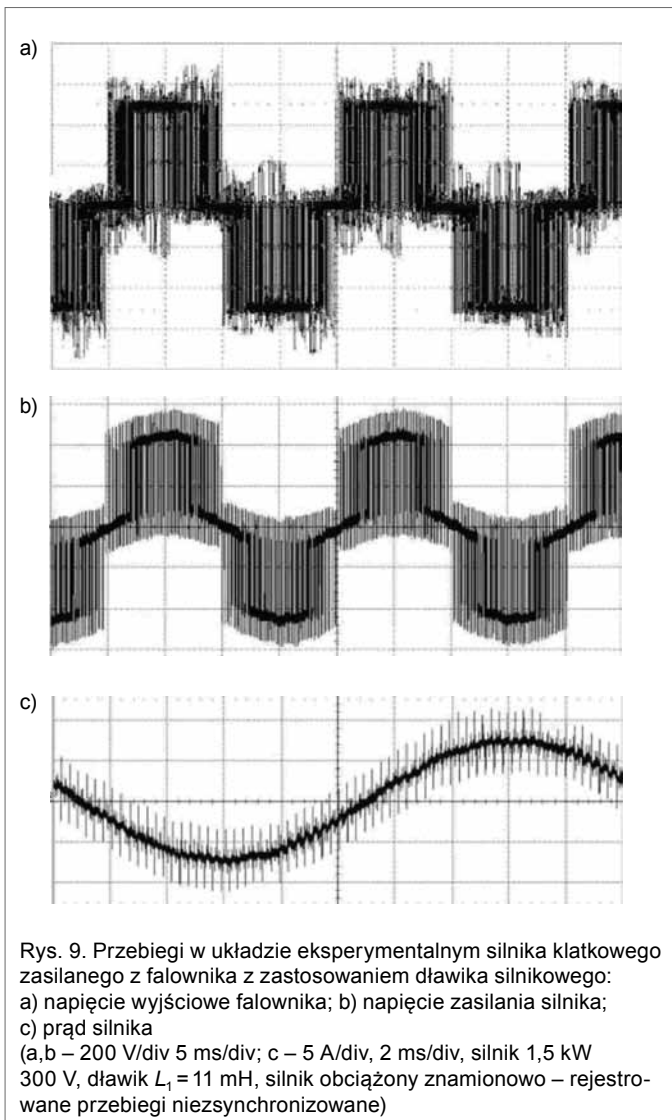 a)
b)
c)
Rys. 9. Przebiegi w układzie eksperymentalnym silnika klatkowego
zasilanego z falownika z zastosowaniem dławika silnikowego:
a) napięcie wyjściowe falownika; b) napięcie zasilania silnika;
c) prąd silnika
(a,b – 200 V/div 5 ms/div; c – 5 A/div, 2 ms/div, silnik 1,5 kW
300 V, dławik L₁ = 11 mH, silnik obciążony znamionowo – rejestro-
wane przebiegi niezsynchronizowane)